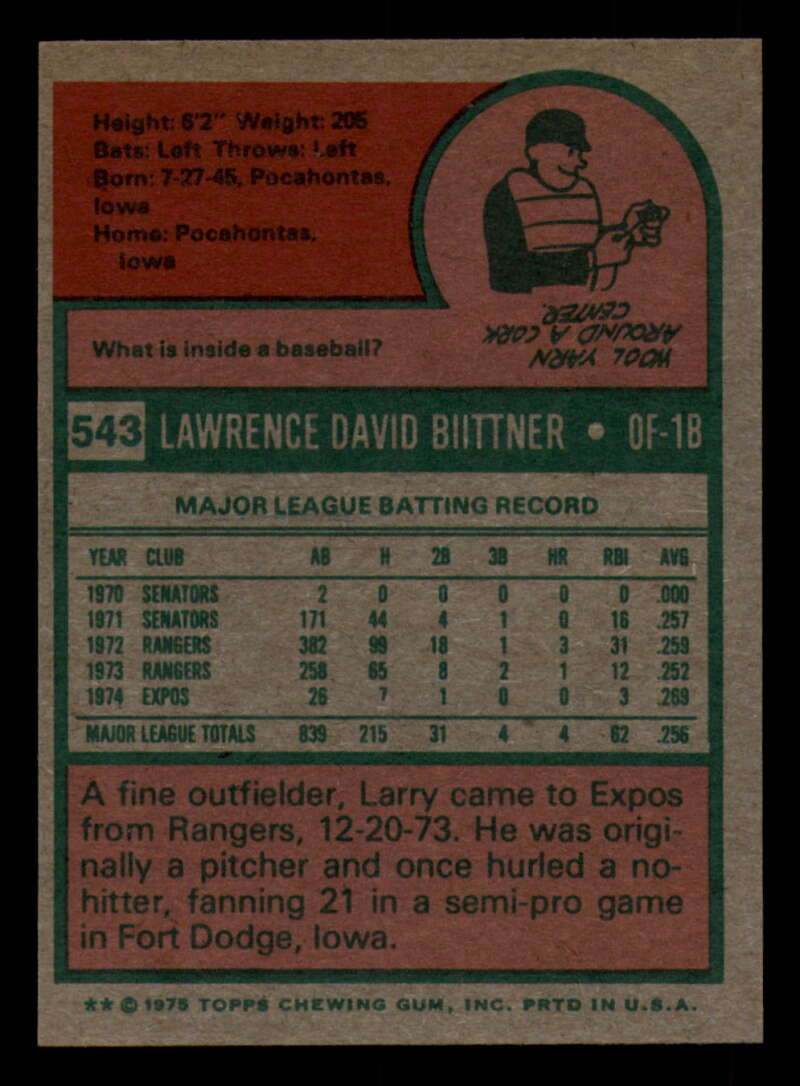 Height: 6'2" Weight: 205
Bats: Left Throws: Left
Born: 7-27-45, Pocahontas,
Iowa
Home: Pocahontas,
Iowa
What is inside a baseball?
WOOL YARN
AROUND A CORK
CENTER.
543 LAWRENCE DAVID BIITTNER • OF-1B
MAJOR LEAGUE BATTING RECORD
YEAR CLUB AB H 2B 3B HR RBI AVG
1970 SENATORS 2 0 0 0 0 0 .000
1971 SENATORS 171 44 4 1 0 16 .257
1972 RANGERS 382 99 18 1 3 31 .259
1973 RANGERS 258 65 8 2 1 12 .252
1974 EXPOS 26 7 1 0 0 3 .269
MAJOR LEAGUE TOTALS 839 215 31 4 4 62 .256
A fine outfielder, Larry came to Expos
from Rangers, 12-20-73. He was origi-
nally a pitcher and once hurled a no-
hitter, fanning 21 in a semi-pro game
in Fort Dodge, Iowa.
** © 1975 TOPPS CHEWING GUM, INC. PRTD IN U.S.A.